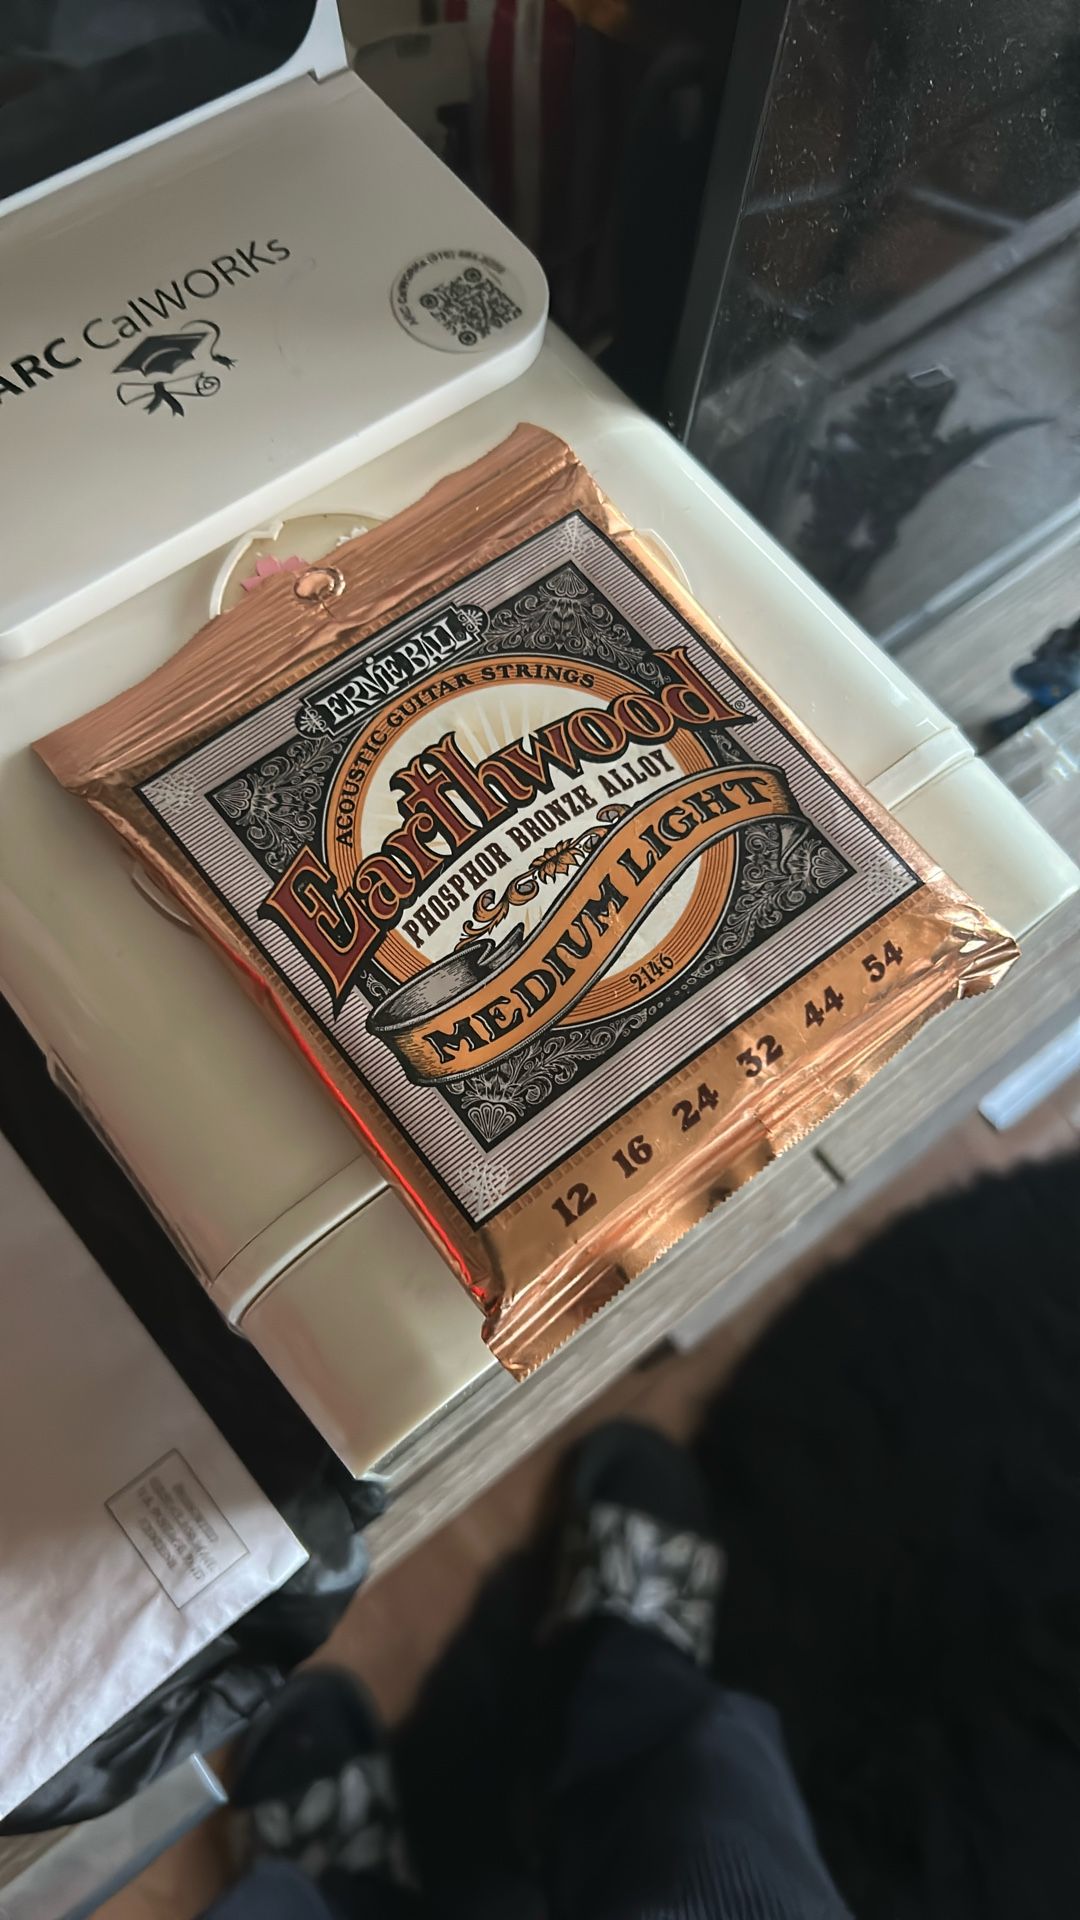 ARC CalWORKs
ERNIE BALL
ACOUSTIC GUITAR STRINGS
Earthwood®
PHOSPHOR BRONZE ALLOY
MEDIUM LIGHT
2146
12 16 24 32 44 54